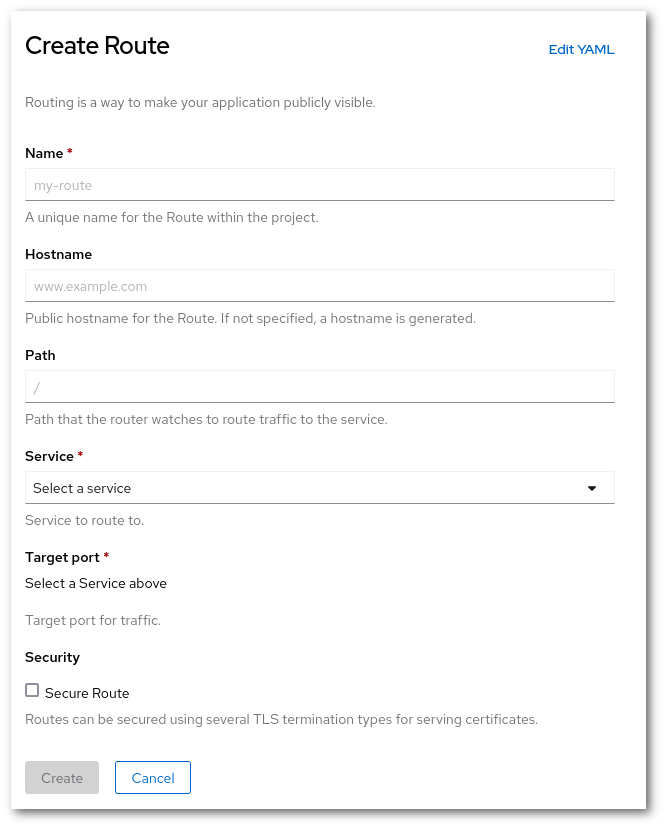 Create Route
Edit YAML
Routing is a way to make your application publicly visible.
Name *
my-route
A unique name for the Route within the project.
Hostname
www.example.com
Public hostname for the Route. If not specified, a hostname is generated.
Path
/
Path that the router watches to route traffic to the service.
Service *
Select a service
Service to route to.
Target port *
Select a Service above
Target port for traffic.
Security
Secure Route
Routes can be secured using several TLS termination types for serving certificates.
Create
Cancel